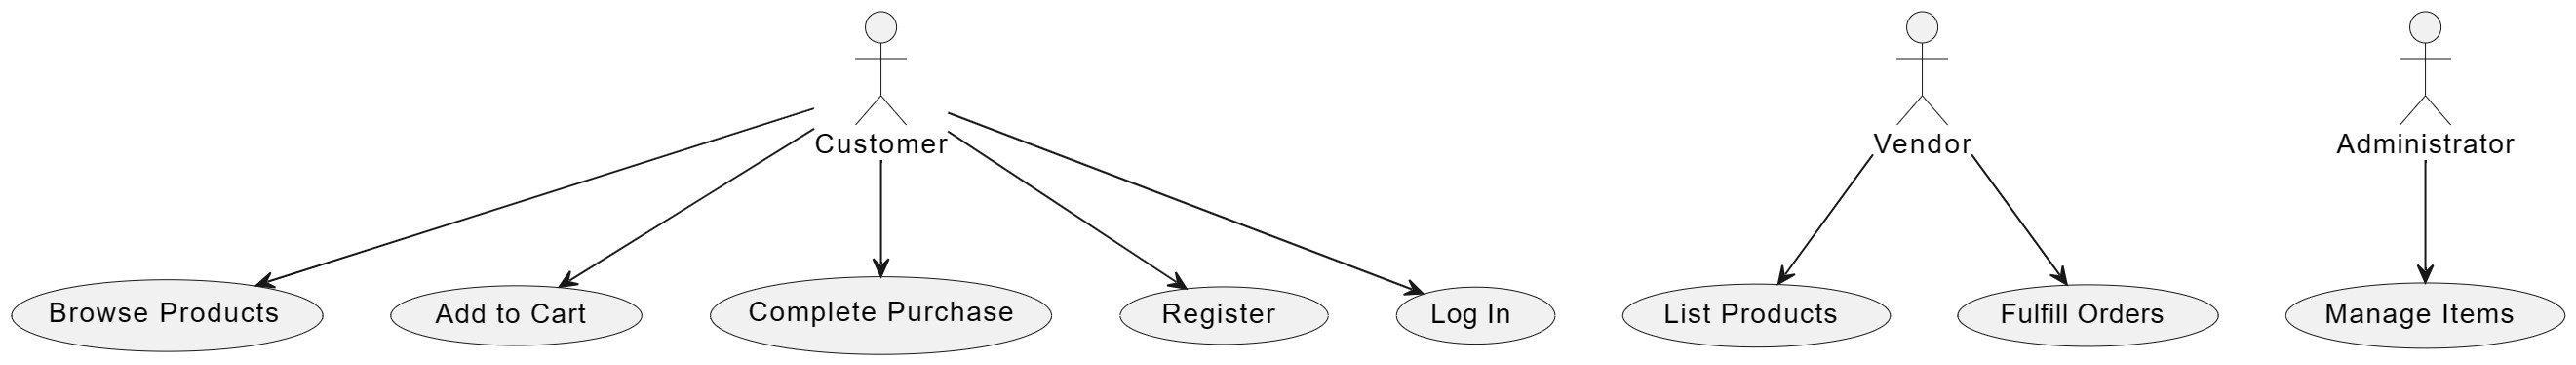 Customer
Vendor
Administrator
Browse Products
Add to Cart
Complete Purchase
Register
Log In
List Products
Fulfill Orders
Manage Items